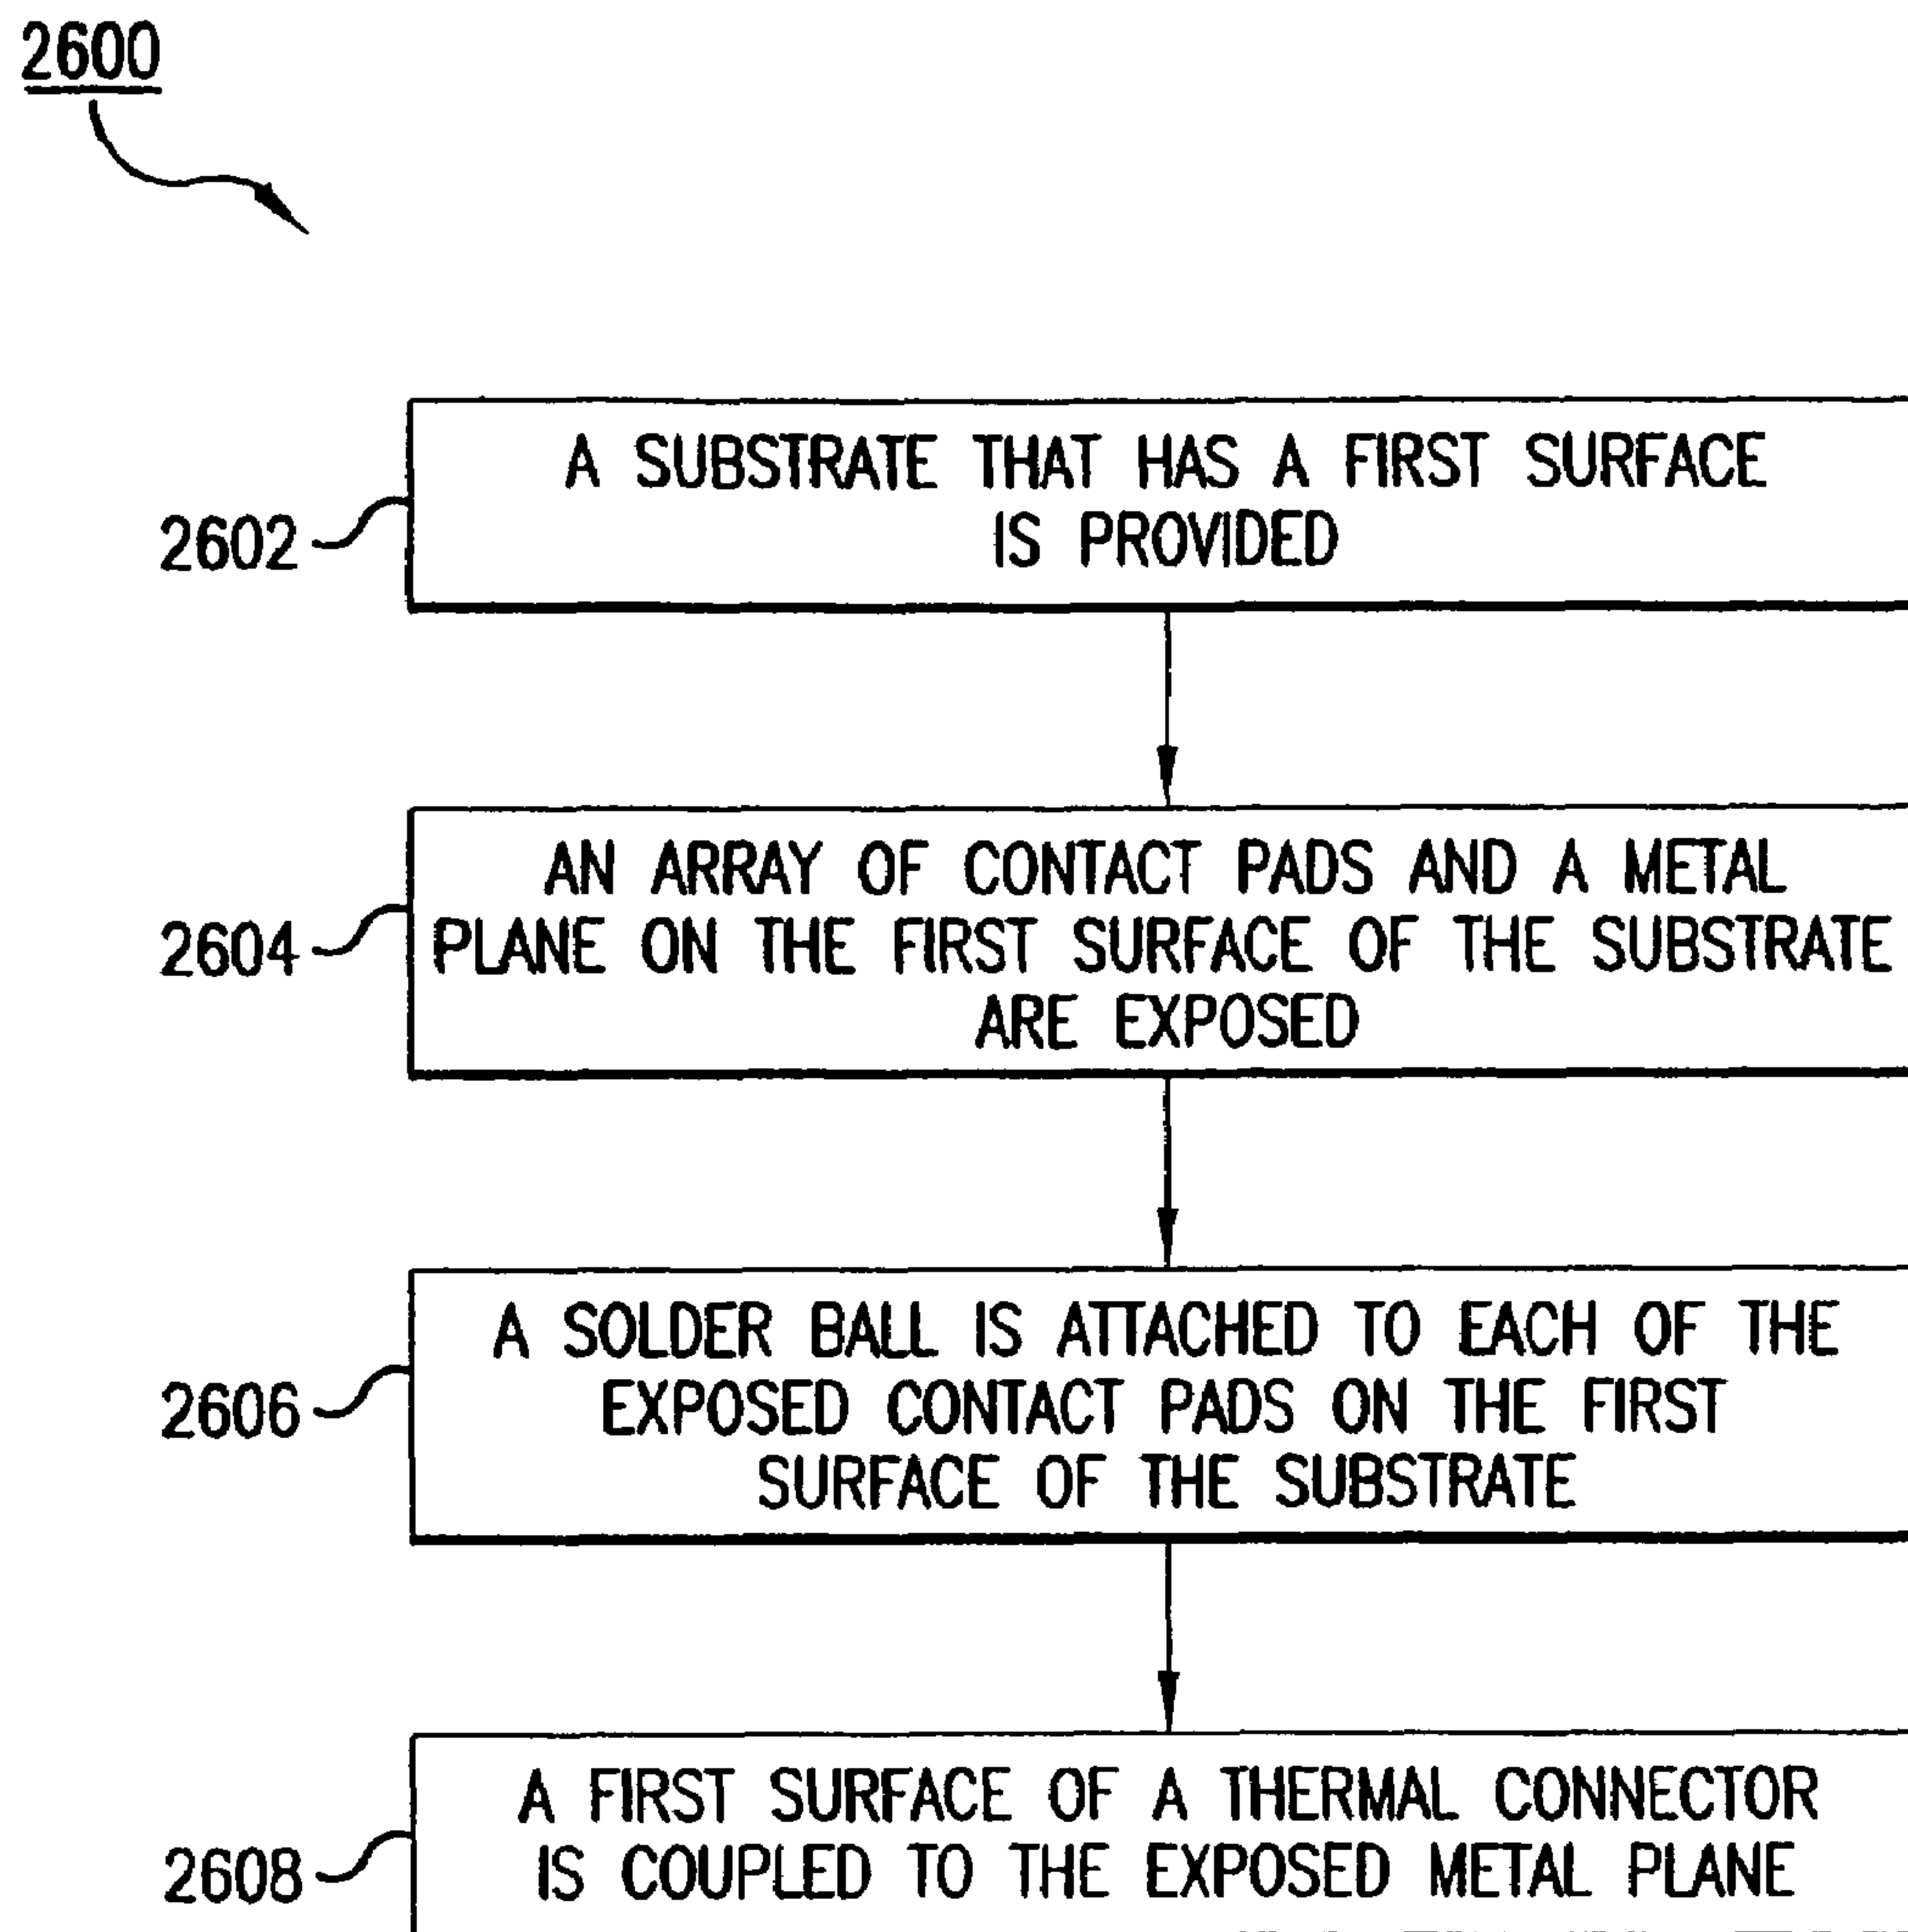 2600
A SUBSTRATE THAT HAS A FIRST SURFACE
IS PROVIDED
2602
AN ARRAY OF CONTACT PADS AND A METAL
PLANE ON THE FIRST SURFACE OF THE SUBSTRATE
ARE EXPOSED
2604
A SOLDER BALL IS ATTACHED TO EACH OF THE
EXPOSED CONTACT PADS ON THE FIRST
SURFACE OF THE SUBSTRATE
2606
A FIRST SURFACE OF A THERMAL CONNECTOR
IS COUPLED TO THE EXPOSED METAL PLANE
2608